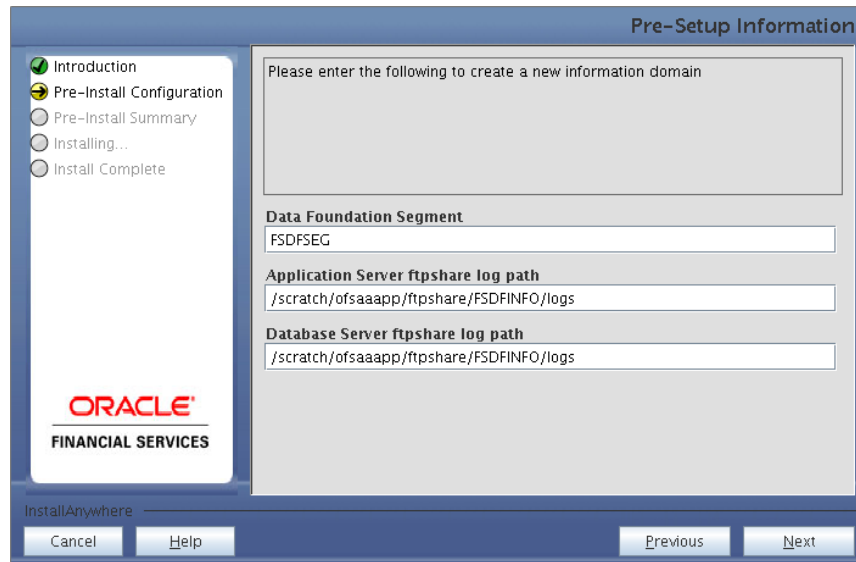 Pre-Setup Information
Introduction
Pre-Install Configuration
Pre-Install Summary
Installing...
Install Complete
ORACLE®
FINANCIAL SERVICES
Please enter the following to create a new information domain
Data Foundation Segment
FSDFSEG
Application Server ftpshare log path
/scratch/ofsaaapp/ftpshare/FSDFINFO/logs
Database Server ftpshare log path
/scratch/ofsaaapp/ftpshare/FSDFINFO/logs
InstallAnywhere
Cancel Help Previous Next